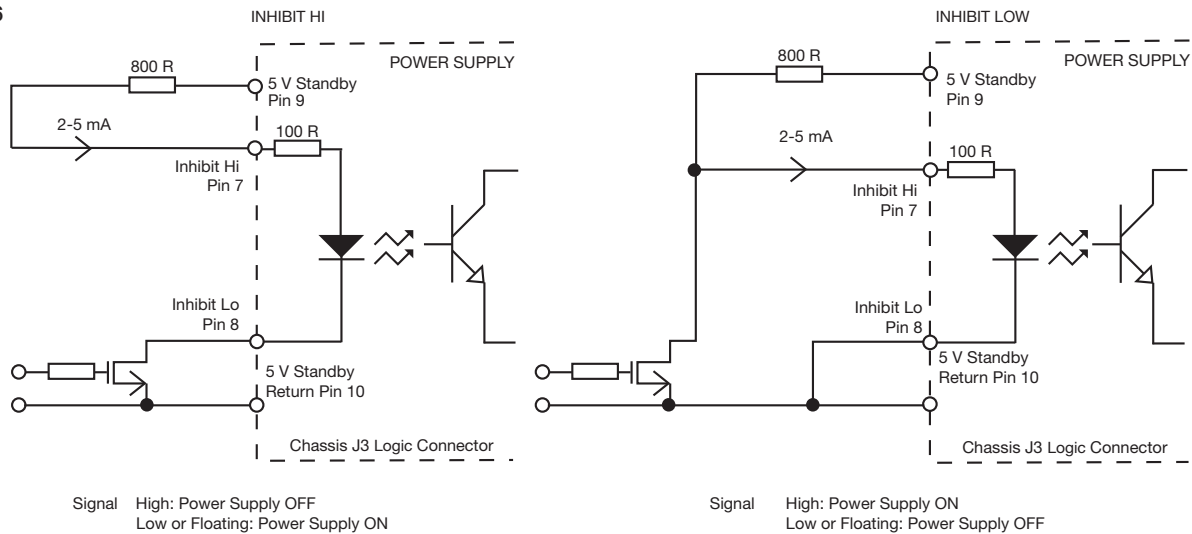 INHIBIT HI
POWER SUPPLY
800 R
5 V Standby
Pin 9
2-5 mA
100 R
Inhibit Hi
Pin 7
Inhibit Lo
Pin 8
5 V Standby
Return Pin 10
Chassis J3 Logic Connector
Signal High: Power Supply OFF
Low or Floating: Power Supply ON
INHIBIT LOW
POWER SUPPLY
800 R
5 V Standby
Pin 9
2-5 mA
100 R
Inhibit Hi
Pin 7
Inhibit Lo
Pin 8
5 V Standby
Return Pin 10
Chassis J3 Logic Connector
Signal High: Power Supply ON
Low or Floating: Power Supply OFF